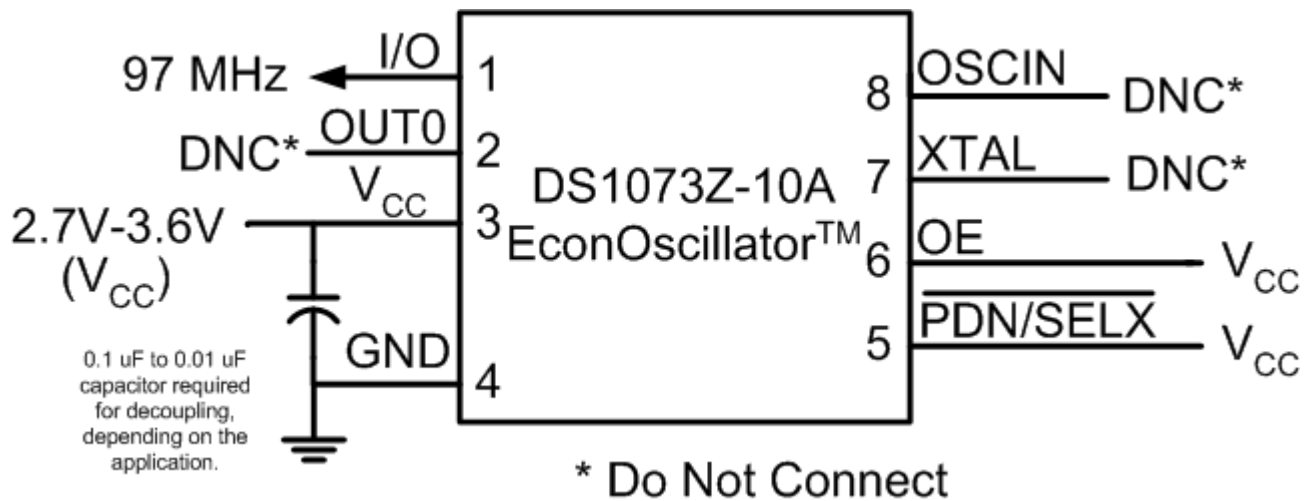 97 MHz
I/O
1
DNC*
OUT0
2
2.7V-3.6V
(VCC)
VCC
3
0.1 uF to 0.01 uF
capacitor required
for decoupling,
depending on the
application.
GND
4
DS1073Z-10A
EconOscillator™
8
OSCIN
DNC*
7
XTAL
DNC*
6
OE
VCC
5
PDN/SELX
VCC
* Do Not Connect